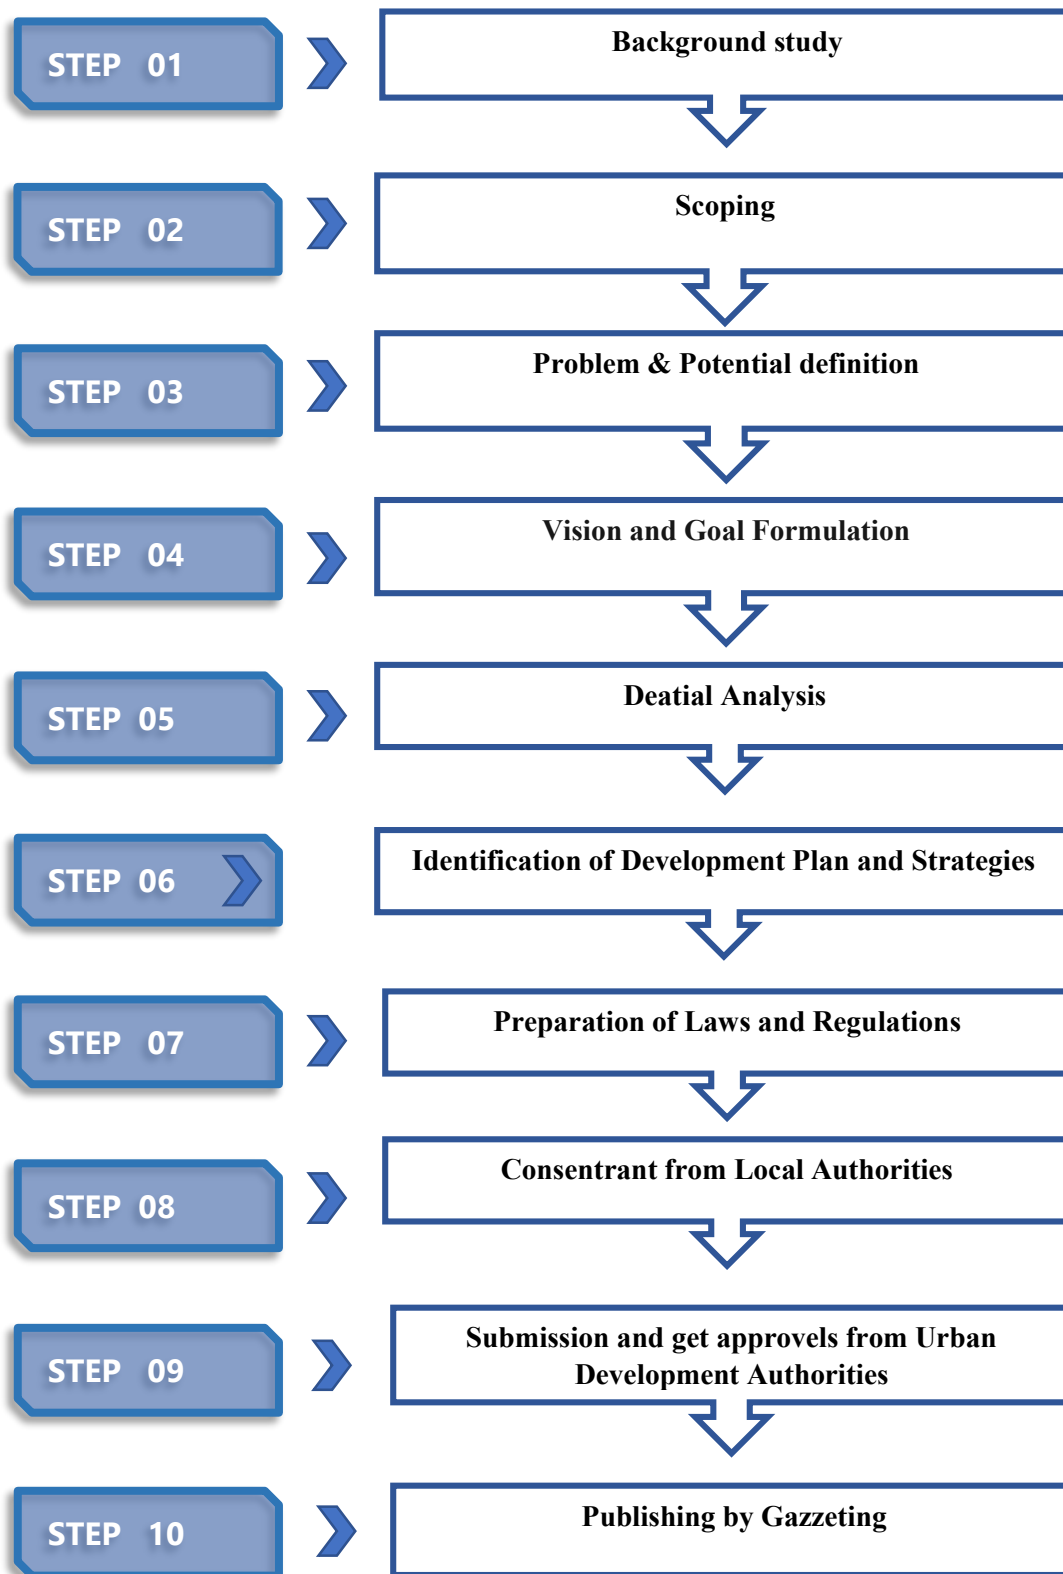 STEP 01
Background study
STEP 02
Scoping
STEP 03
Problem & Potential definition
STEP 04
Vision and Goal Formulation
STEP 05
Deatial Analysis
STEP 06
Identification of Development Plan and Strategies
STEP 07
Preparation of Laws and Regulations
STEP 08
Consentrant from Local Authorities
STEP 09
Submission and get approvels from Urban
Development Authorities
STEP 10
Publishing by Gazzeting